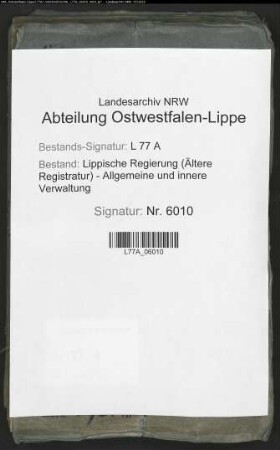 Landesarchiv NRW
Abteilung Ostwestfalen-Lippe
Bestands-Signatur: L 77 A
Bestand: Lippische Regierung (Ältere
Registratur) - Allgemeine und innere
Verwaltung
Signatur: Nr. 6010
L77A_06010